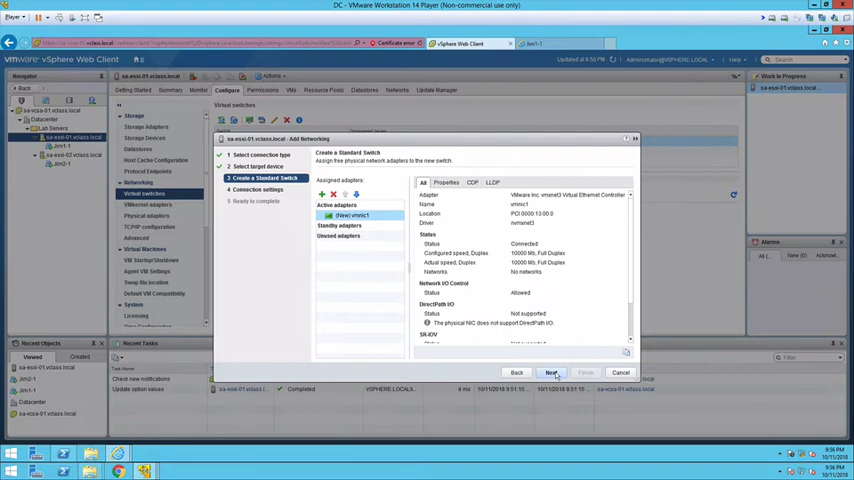 DC - VMware Workstation 14 Player (Non-commercial use only)
Player
Certificate error
vSphere Web Client
Jim1-1
vmware vSphere Web Client
Updated at 9:50 PM
Administrator@VSPHERE.LOCAL
Help
Search
Navigator
Back
sa-vcsa-01.vclass.local
Datacenter
Lab Servers
sa-esxi-01.vclass.local
Jim1-1
sa-esxi-02.vclass.local
Jim2-1
sa-esxi-01.vclass.local
Actions
Getting Started
Summary
Monitor
Configure
Permissions
VMs
Resource Pools
Datastores
Networks
Update Manager
Storage
Storage Adapters
Storage Devices
Datastores
Host Cache Configuration
Protocol Endpoints
Networking
Virtual switches
VMkernel adapters
Physical adapters
TCP/IP configuration
Advanced
Virtual Machines
VM Startup/Shutdown
Agent VM Settings
Default VM Compatibility
System
Licensing
Virtual switches
Switch
sa-esxi-01.vclass.local - Add Networking
1 Select connection type
2 Select target device
3 Create a Standard Switch
4 Connection settings
5 Ready to complete
Create a Standard Switch
Assign free physical network adapters to the new switch.
Assigned adapters:
Active adapters
(New) vmnic1
Standby adapters
Unused adapters
All
Properties
CDP
LLDP
Adapter
VMware Inc. vmxnet3 Virtual Ethernet Controller
Name
vmnic1
Location
PCI 0000:13:00.0
Driver
nvmxnet3
Status
Status
Connected
Configured speed, Duplex
10000 Mb, Full Duplex
Actual speed, Duplex
10000 Mb, Full Duplex
Networks
No networks
Network I/O Control
Status
Allowed
DirectPath I/O
Status
Not supported
The physical NIC does not support DirectPath I/O.
SR-IOV
Status
Not supported
Back
Next
Finish
Cancel
Work In Progress
sa-esxi-01.vclass.local
Alarms
All (
New (0)
Acknowl...
Recent Objects
Viewed
Created
sa-esxi-01.vclass.local
Jim2-1
Jim1-1
Datacenter
sa-vcsa-01.vclass.local
Recent Tasks
Task Name
Check new notifications
Update option values
sa-esxi-01.vclass.l...
Completed
VSPHERE.LOCAL\
4 ms
10/11/2018 9:51:15...
10/11/2018 9:51:15...
sa-vcsa-01.vclass.local
Filter
9:56 PM
10/11/2018
9:56 PM
10/11/2018